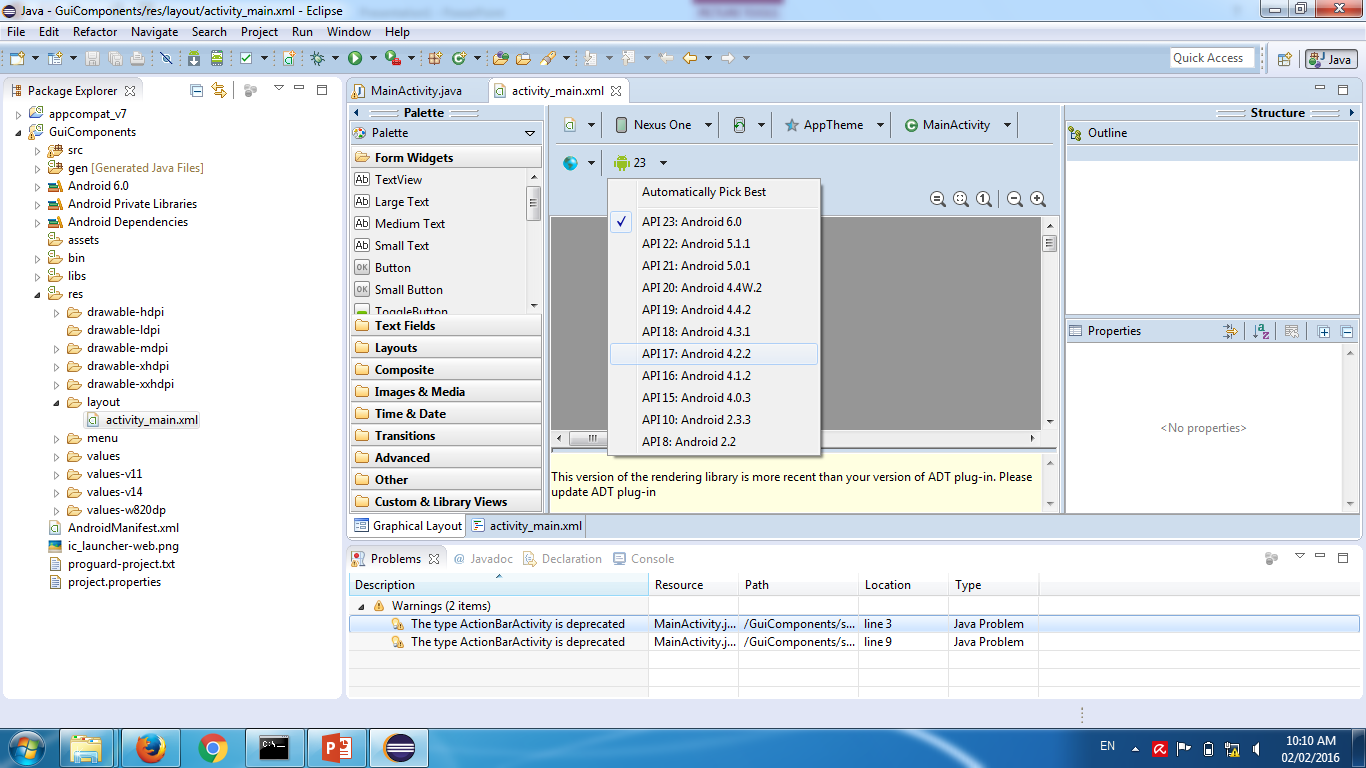 Java - GuiComponents/res/layout/activity_main.xml - Eclipse
File Edit Refactor Navigate Search Project Run Window Help
Quick Access
Java
Package Explorer
appcompat_v7
GuiComponents
src
gen [Generated Java Files]
Android 6.0
Android Private Libraries
Android Dependencies
assets
bin
libs
res
drawable-hdpi
drawable-ldpi
drawable-mdpi
drawable-xhdpi
drawable-xxhdpi
layout
activity_main.xml
menu
values
values-v11
values-v14
values-w820dp
AndroidManifest.xml
ic_launcher-web.png
proguard-project.txt
project.properties
MainActivity.java
activity_main.xml
Palette
Palette
Form Widgets
Ab TextView
Ab Large Text
Ab Medium Text
Ab Small Text
OK Button
OK Small Button
ToggleButton
Text Fields
Layouts
Composite
Images & Media
Time & Date
Transitions
Advanced
Other
Custom & Library Views
Nexus One
AppTheme
MainActivity
23
Automatically Pick Best
API 23: Android 6.0
API 22: Android 5.1.1
API 21: Android 5.0.1
API 20: Android 4.4W.2
API 19: Android 4.4.2
API 18: Android 4.3.1
API 17: Android 4.2.2
API 16: Android 4.1.2
API 15: Android 4.0.3
API 10: Android 2.3.3
API 8: Android 2.2
This version of the rendering library is more recent than your version of ADT plug-in. Please
update ADT plug-in
Graphical Layout
activity_main.xml
Structure
Outline
Properties
<No properties>
Problems
@ Javadoc
Declaration
Console
Description Resource Path Location Type
Warnings (2 items)
The type ActionBarActivity is deprecated MainActivity.j... /GuiComponents/s... line 3 Java Problem
The type ActionBarActivity is deprecated MainActivity.j... /GuiComponents/s... line 9 Java Problem
EN
10:10 AM
02/02/2016